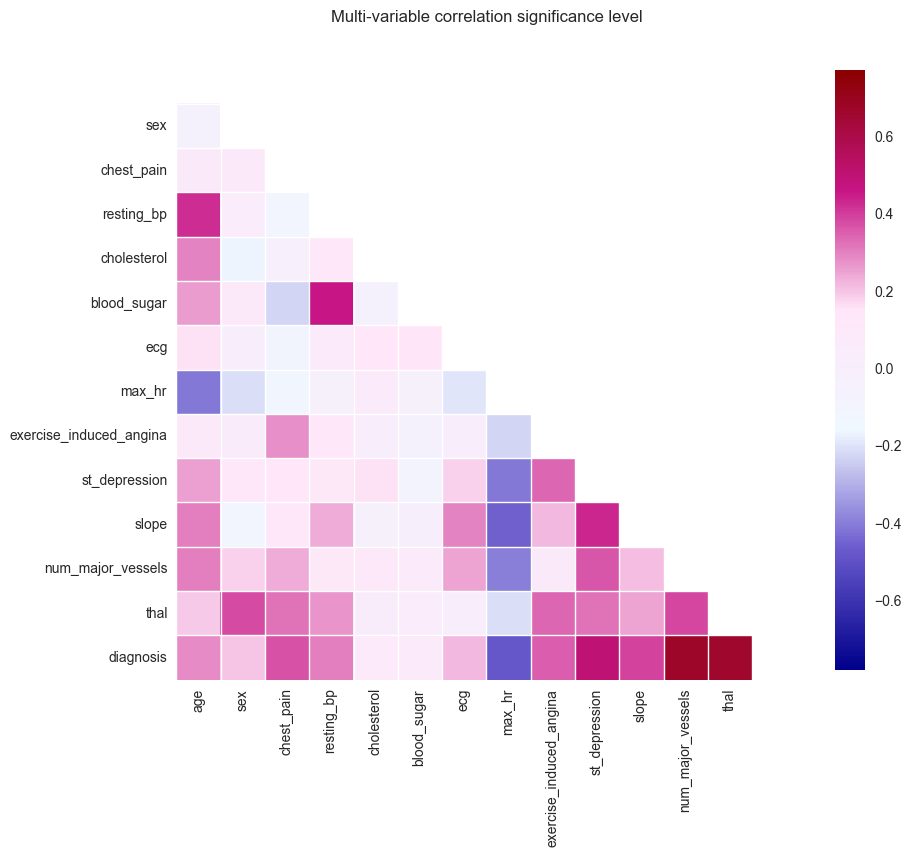 Multi-variable correlation significance level
sex
chest_pain
resting_bp
cholesterol
blood_sugar
ecg
max_hr
exercise_induced_angina
st_depression
slope
num_major_vessels
thal
diagnosis
age
sex
chest_pain
resting_bp
cholesterol
blood_sugar
ecg
max_hr
exercise_induced_angina
st_depression
slope
num_major_vessels
thal
0.6
0.4
0.2
0.0
−0.2
−0.4
−0.6